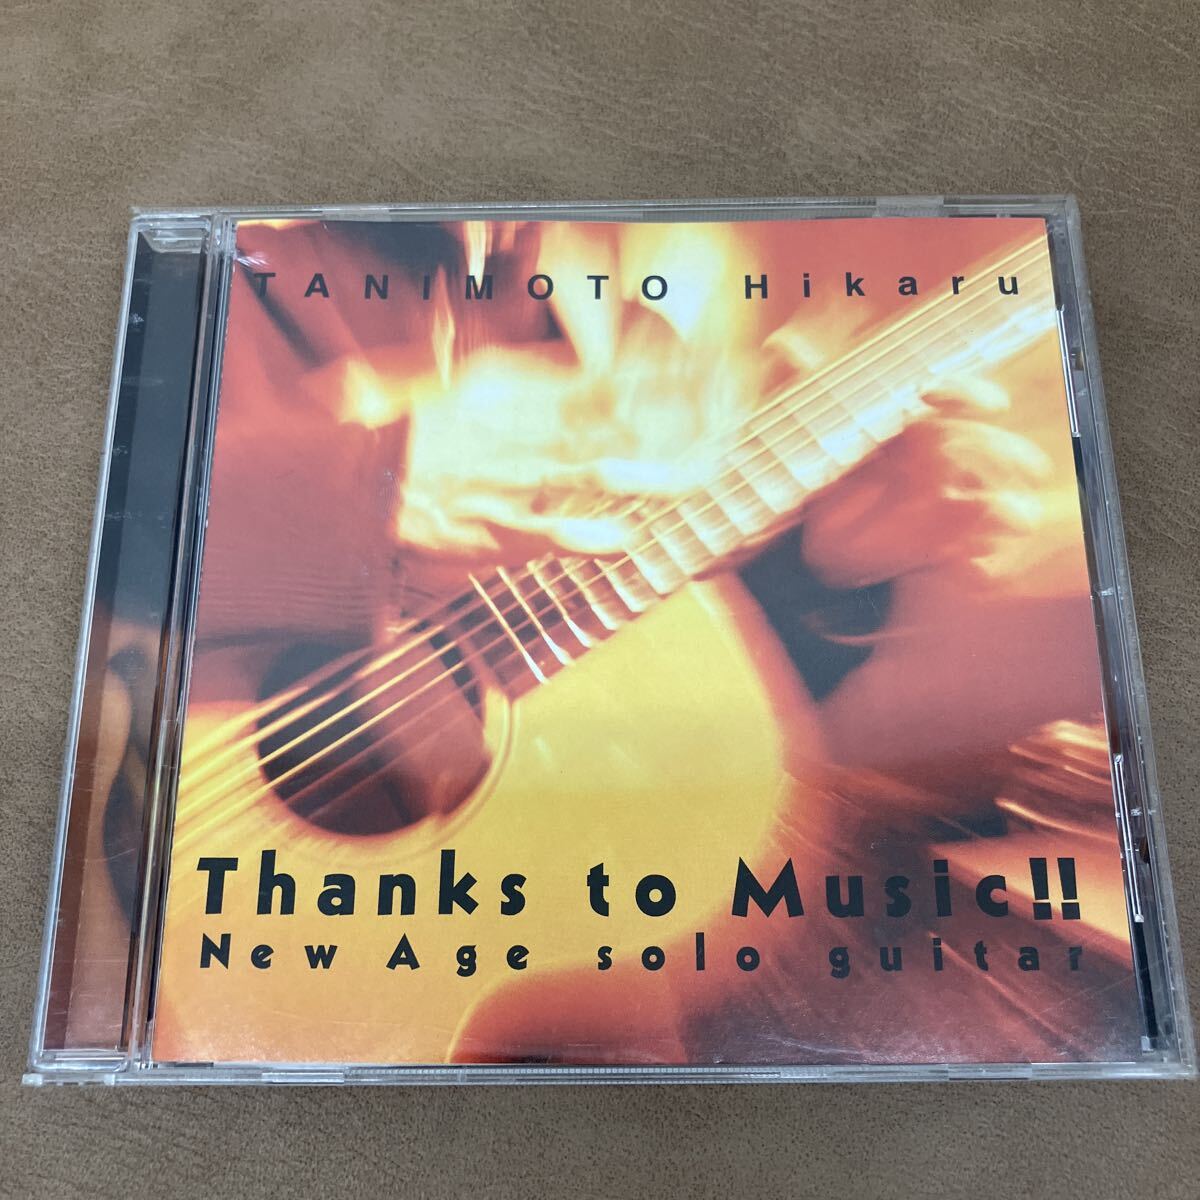 TANIMOTO Hikaru
Thanks to Music!!
New Age solo guitar